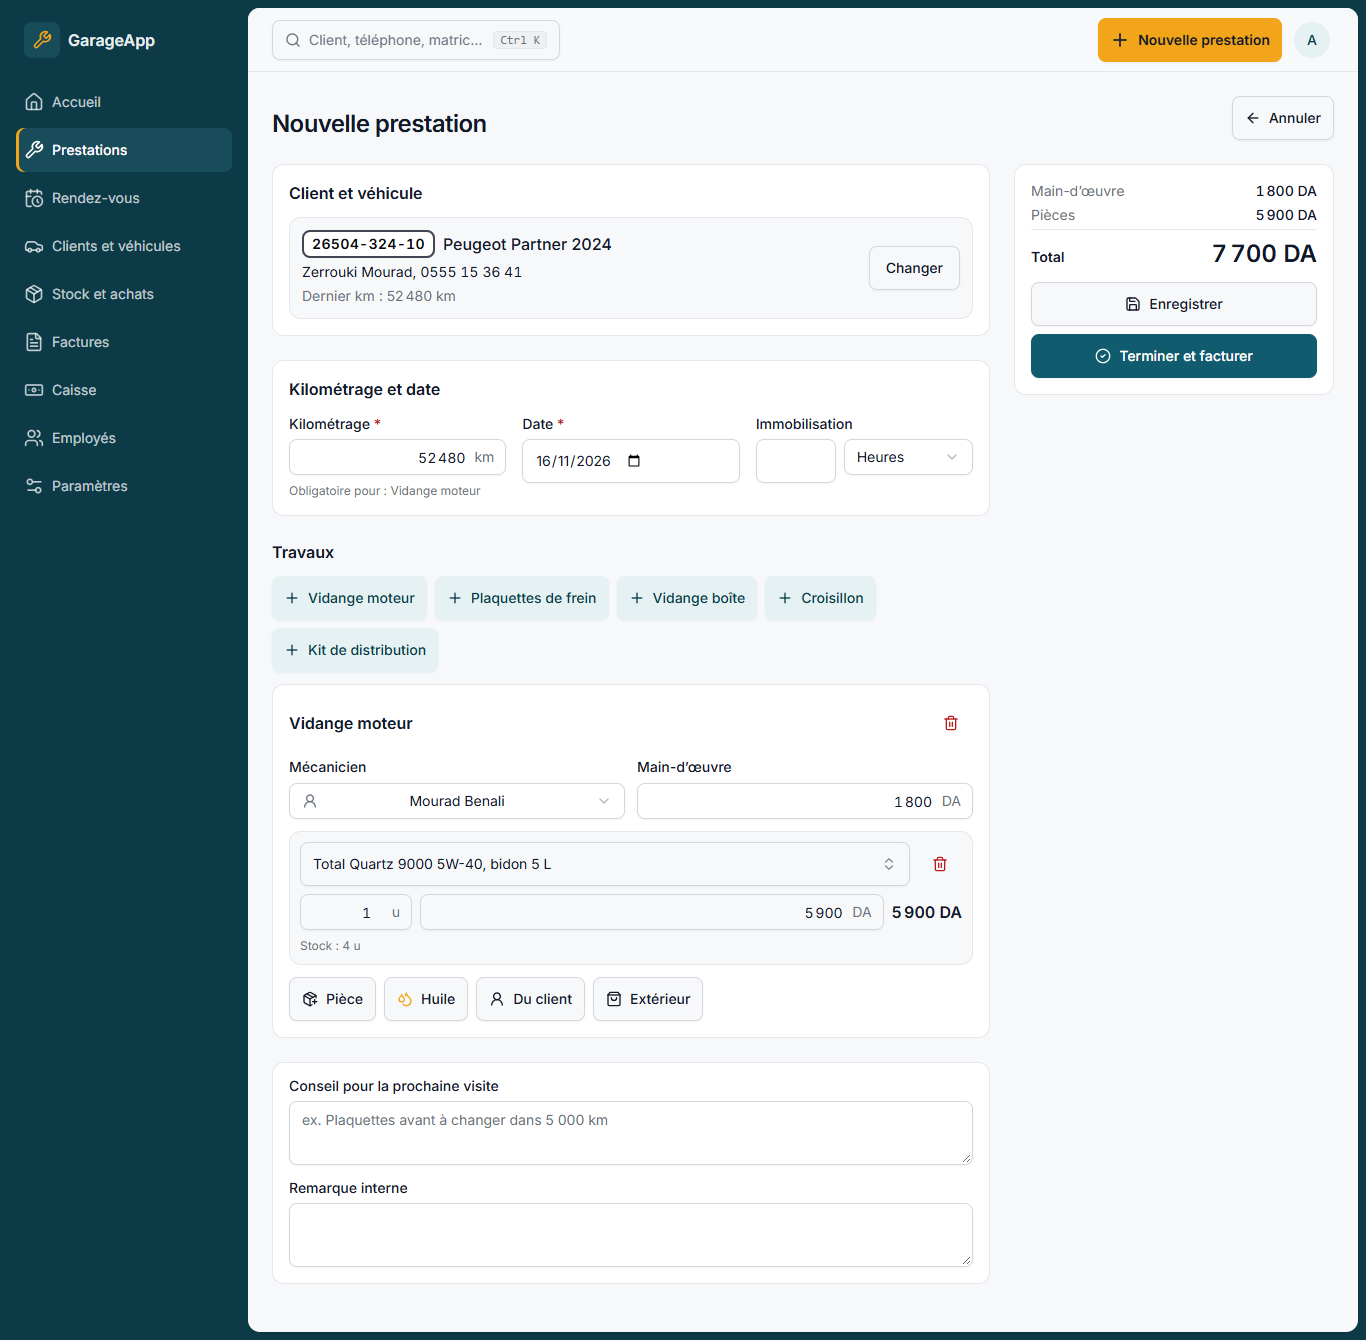 GarageApp
Accueil
Prestations
Rendez-vous
Clients et véhicules
Stock et achats
Factures
Caisse
Employés
Paramètres
Client, téléphone, matric... Ctrl K
Nouvelle prestation
A
Nouvelle prestation
Annuler
Client et véhicule
26504-324-10 Peugeot Partner 2024
Zerrouki Mourad, 0555 15 36 41
Dernier km : 52 480 km
Changer
Kilométrage et date
Kilométrage * Date * Immobilisation
52 480 km 16/11/2026 Heures
Obligatoire pour : Vidange moteur
Travaux
Vidange moteur Plaquettes de frein Vidange boîte Croisillon
Kit de distribution
Vidange moteur
Mécanicien Main-d’œuvre
Mourad Benali 1 800 DA
Total Quartz 9000 5W-40, bidon 5 L
1 u 5 900 DA 5 900 DA
Stock : 4 u
Pièce Huile Du client Extérieur
Conseil pour la prochaine visite
ex. Plaquettes avant à changer dans 5 000 km
Remarque interne
Main-d’œuvre 1 800 DA
Pièces 5 900 DA
Total 7 700 DA
Enregistrer
Terminer et facturer